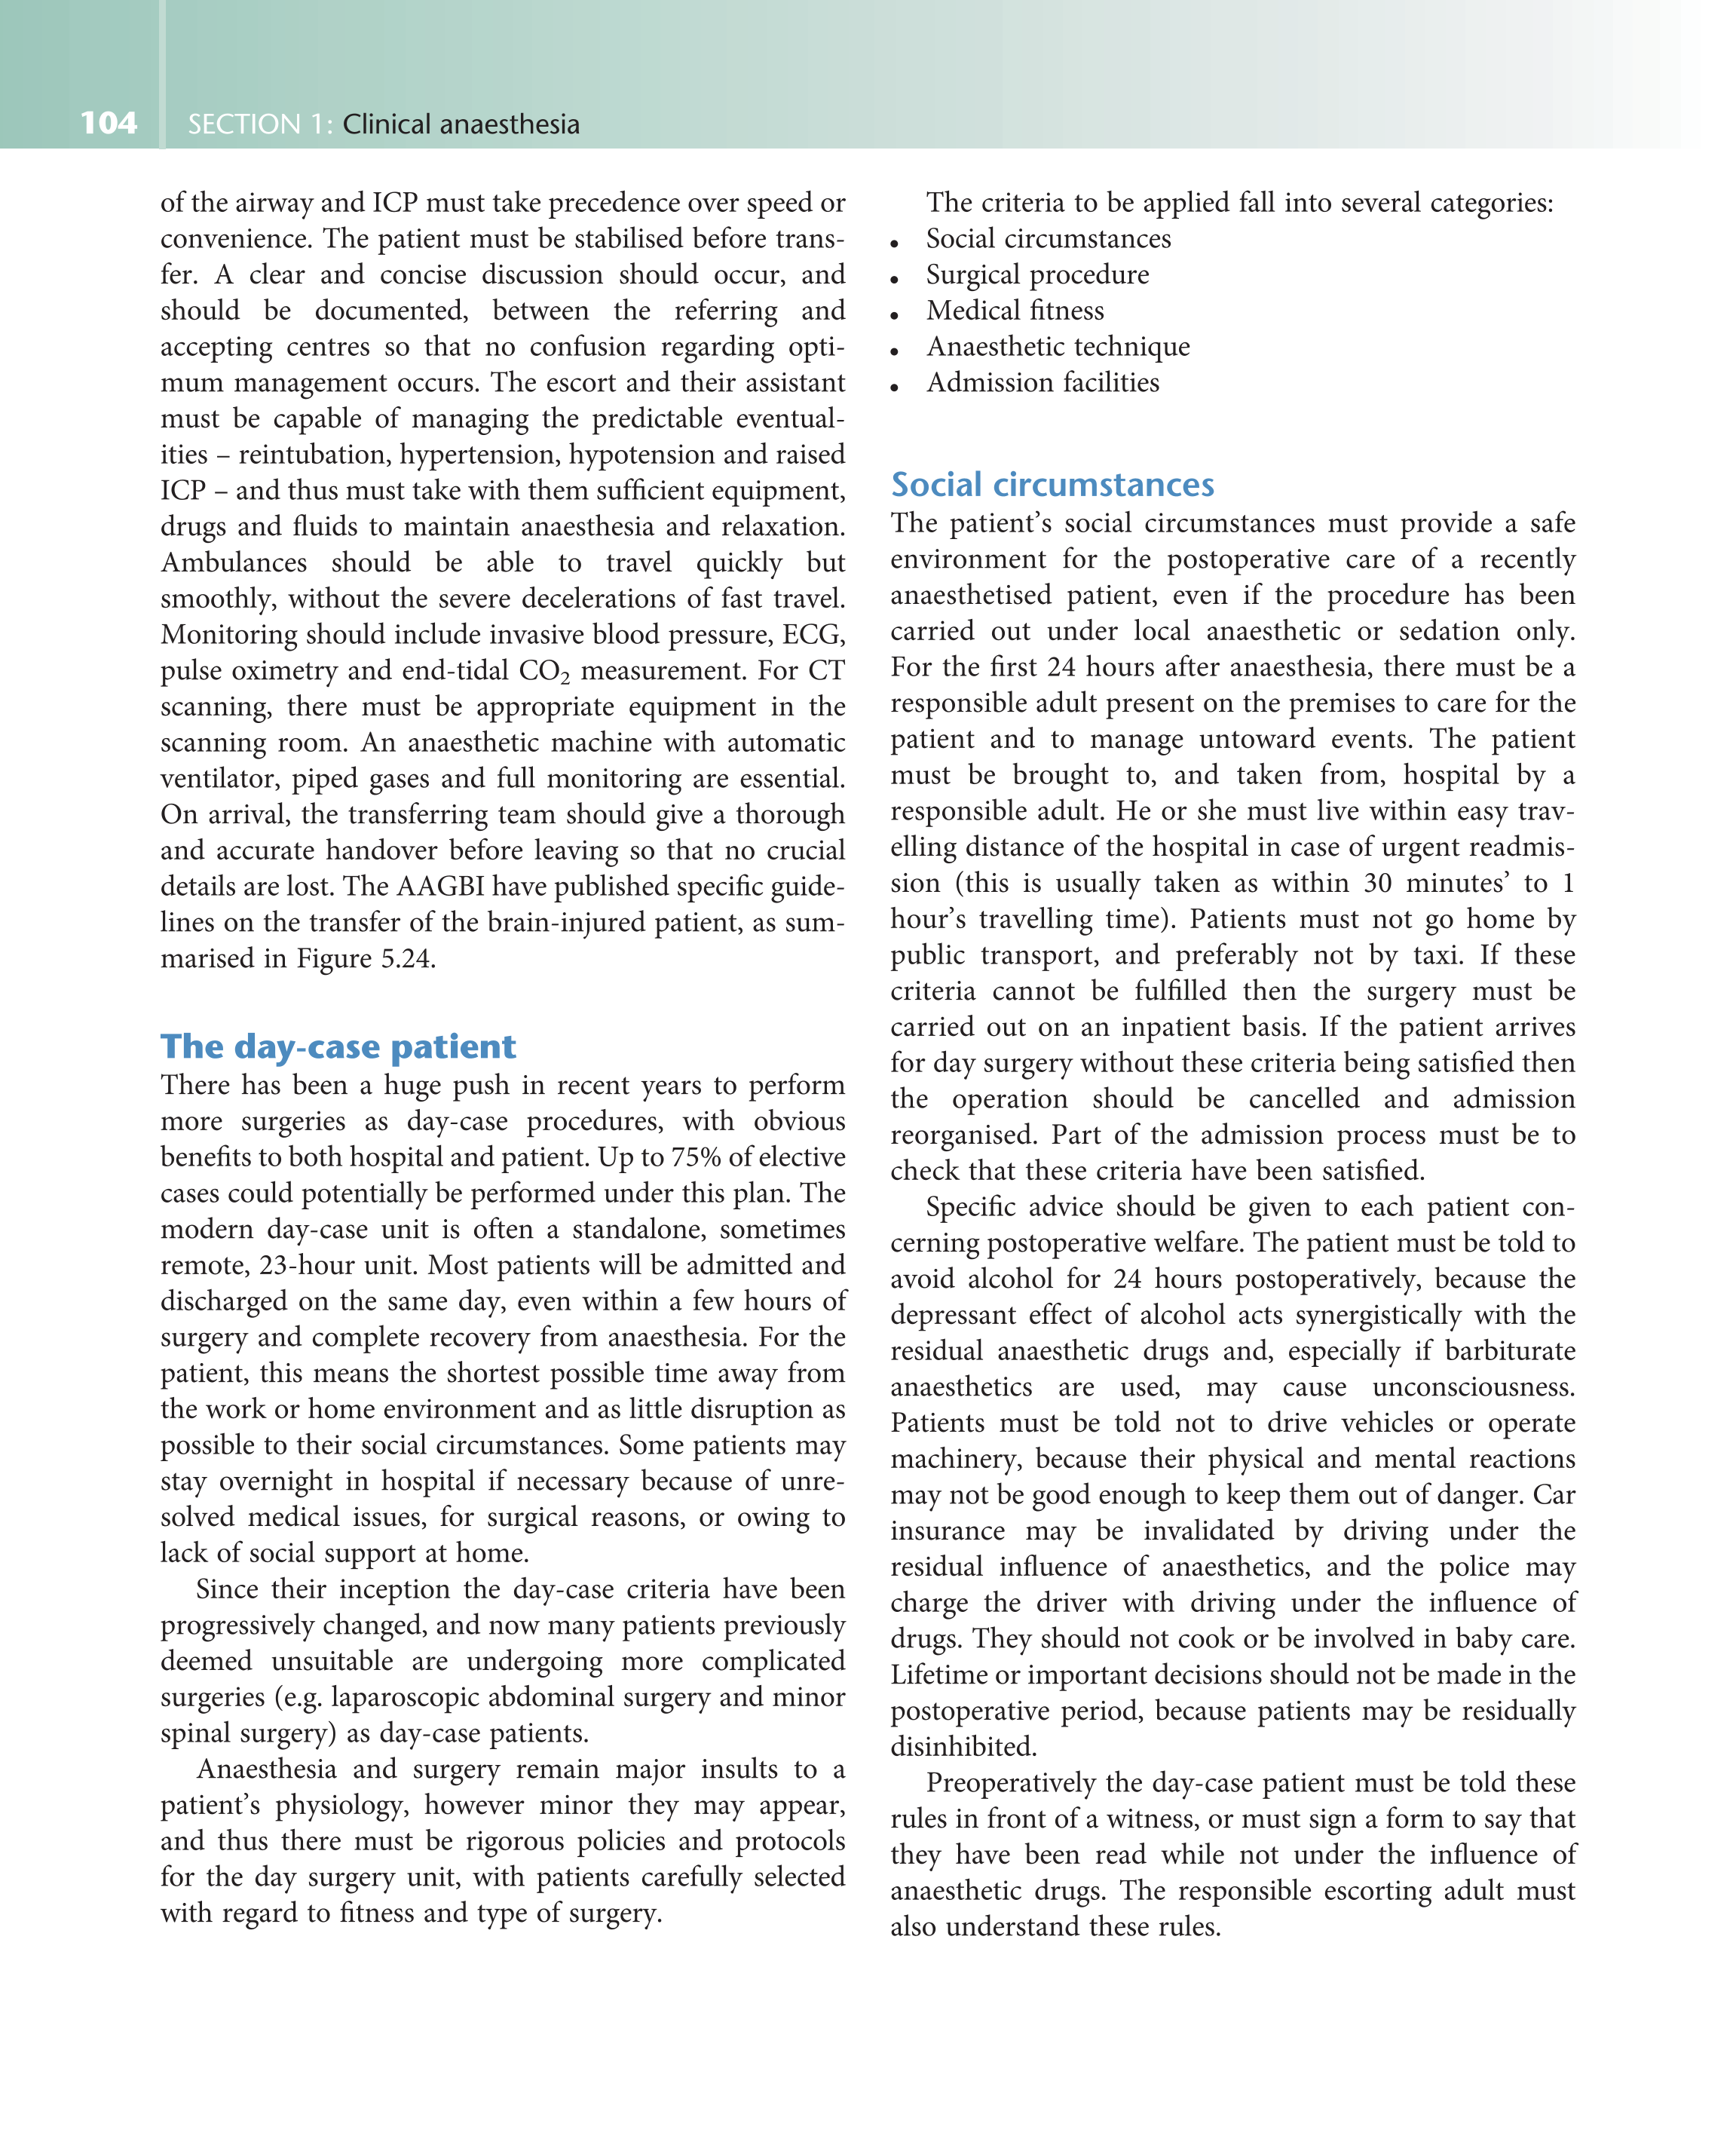 104 SECTION 1: Clinical anaesthesia
of the airway and ICP must take precedence over speed or
convenience. The patient must be stabilised before trans-
fer. A clear and concise discussion should occur, and
should be documented, between the referring and
accepting centres so that no confusion regarding opti-
mum management occurs. The escort and their assistant
must be capable of managing the predictable eventual-
ities – reintubation, hypertension, hypotension and raised
ICP – and thus must take with them sufficient equipment,
drugs and fluids to maintain anaesthesia and relaxation.
Ambulances should be able to travel quickly but
smoothly, without the severe decelerations of fast travel.
Monitoring should include invasive blood pressure, ECG,
pulse oximetry and end-tidal CO₂ measurement. For CT
scanning, there must be appropriate equipment in the
scanning room. An anaesthetic machine with automatic
ventilator, piped gases and full monitoring are essential.
On arrival, the transferring team should give a thorough
and accurate handover before leaving so that no crucial
details are lost. The AAGBI have published specific guide-
lines on the transfer of the brain-injured patient, as sum-
marised in Figure 5.24.
The day-case patient
There has been a huge push in recent years to perform
more surgeries as day-case procedures, with obvious
benefits to both hospital and patient. Up to 75% of elective
cases could potentially be performed under this plan. The
modern day-case unit is often a standalone, sometimes
remote, 23-hour unit. Most patients will be admitted and
discharged on the same day, even within a few hours of
surgery and complete recovery from anaesthesia. For the
patient, this means the shortest possible time away from
the work or home environment and as little disruption as
possible to their social circumstances. Some patients may
stay overnight in hospital if necessary because of unre-
solved medical issues, for surgical reasons, or owing to
lack of social support at home.
Since their inception the day-case criteria have been
progressively changed, and now many patients previously
deemed unsuitable are undergoing more complicated
surgeries (e.g. laparoscopic abdominal surgery and minor
spinal surgery) as day-case patients.
Anaesthesia and surgery remain major insults to a
patient's physiology, however minor they may appear,
and thus there must be rigorous policies and protocols
for the day surgery unit, with patients carefully selected
with regard to fitness and type of surgery.
The criteria to be applied fall into several categories:
• Social circumstances
• Surgical procedure
• Medical fitness
• Anaesthetic technique
• Admission facilities
Social circumstances
The patient's social circumstances must provide a safe
environment for the postoperative care of a recently
anaesthetised patient, even if the procedure has been
carried out under local anaesthetic or sedation only.
For the first 24 hours after anaesthesia, there must be a
responsible adult present on the premises to care for the
patient and to manage untoward events. The patient
must be brought to, and taken from, hospital by a
responsible adult. He or she must live within easy trav-
elling distance of the hospital in case of urgent readmis-
sion (this is usually taken as within 30 minutes' to 1
hour's travelling time). Patients must not go home by
public transport, and preferably not by taxi. If these
criteria cannot be fulfilled then the surgery must be
carried out on an inpatient basis. If the patient arrives
for day surgery without these criteria being satisfied then
the operation should be cancelled and admission
reorganised. Part of the admission process must be to
check that these criteria have been satisfied.
Specific advice should be given to each patient con-
cerning postoperative welfare. The patient must be told to
avoid alcohol for 24 hours postoperatively, because the
depressant effect of alcohol acts synergistically with the
residual anaesthetic drugs and, especially if barbiturate
anaesthetics are used, may cause unconsciousness.
Patients must be told not to drive vehicles or operate
machinery, because their physical and mental reactions
may not be good enough to keep them out of danger. Car
insurance may be invalidated by driving under the
residual influence of anaesthetics, and the police may
charge the driver with driving under the influence of
drugs. They should not cook or be involved in baby care.
Lifetime or important decisions should not be made in the
postoperative period, because patients may be residually
disinhibited.
Preoperatively the day-case patient must be told these
rules in front of a witness, or must sign a form to say that
they have been read while not under the influence of
anaesthetic drugs. The responsible escorting adult must
also understand these rules.